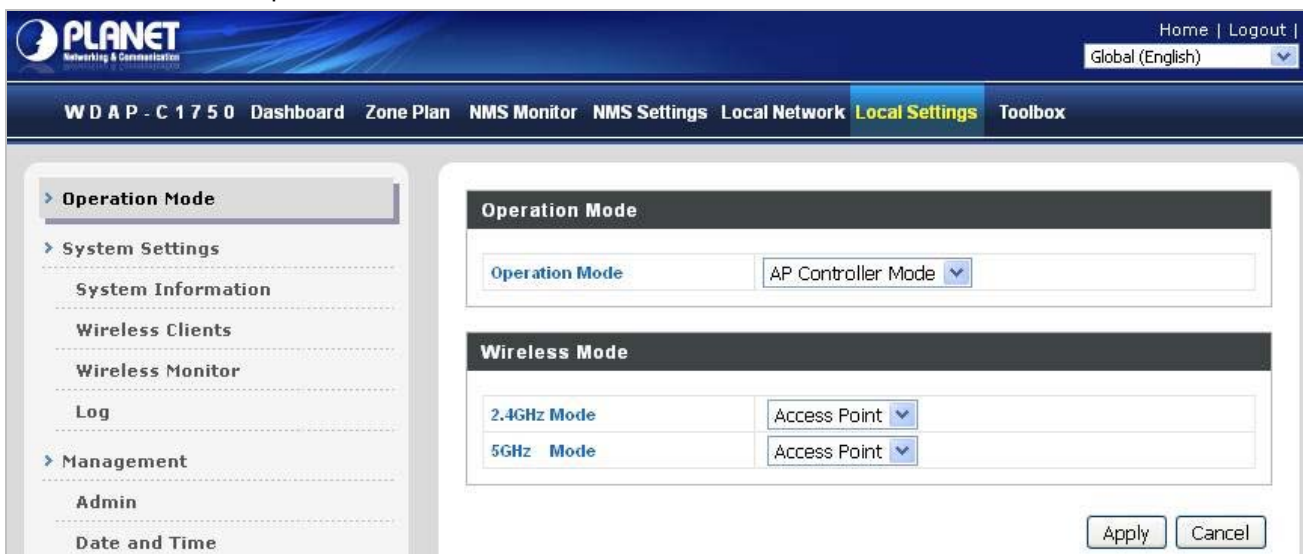 PLANET
Networking & Communication
Home | Logout |
Global (English)
WDAP-C1750 Dashboard Zone Plan NMS Monitor NMS Settings Local Network Local Settings Toolbox
Operation Mode
System Settings
System Information
Wireless Clients
Wireless Monitor
Log
Management
Admin
Date and Time
Operation Mode
Operation Mode AP Controller Mode
Wireless Mode
2.4GHz Mode Access Point
5GHz Mode Access Point
Apply Cancel